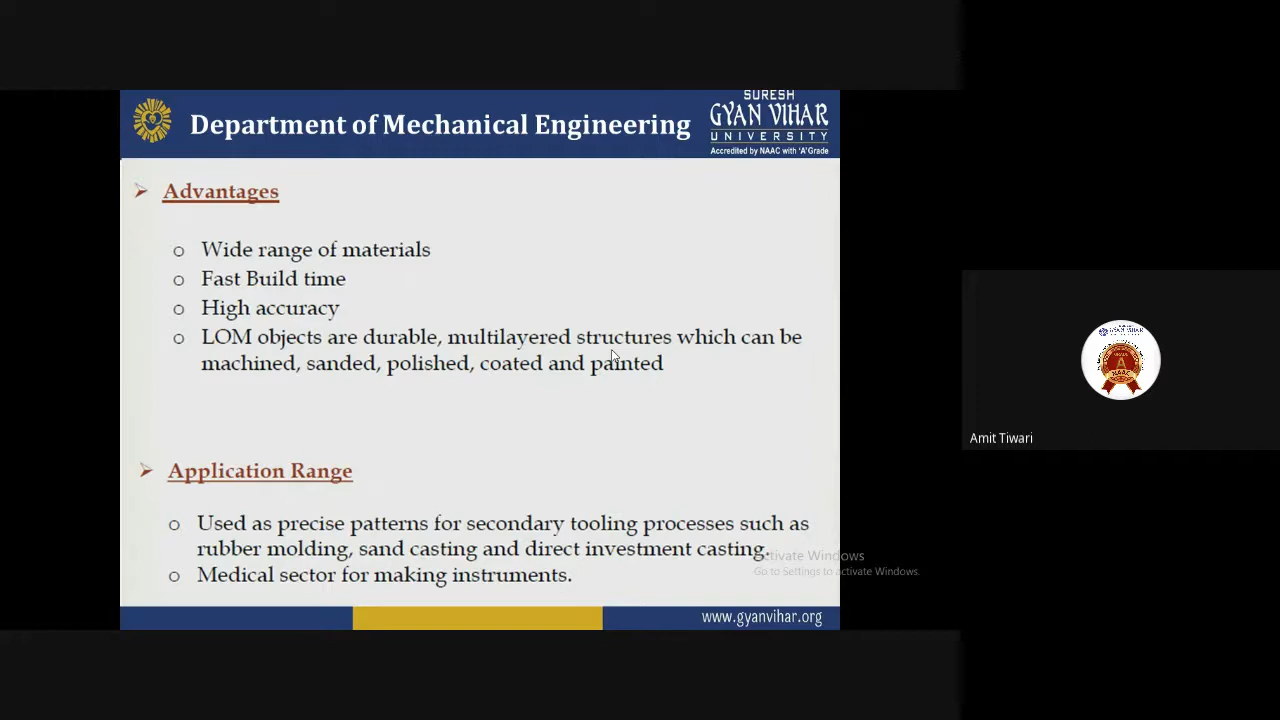 Department of Mechanical Engineering
SURESH
GYAN VIHAR
UNIVERSITY
Accredited by NAAC with 'A' Grade
Advantages
Wide range of materials
Fast Build time
High accuracy
LOM objects are durable, multilayered structures which can be
machined, sanded, polished, coated and painted
Application Range
Used as precise patterns for secondary tooling processes such as
rubber molding, sand casting and direct investment casting.
Medical sector for making instruments.
Activate Windows
Go to Settings to activate Windows.
www.gyanvihar.org
NAAC
Amit Tiwari